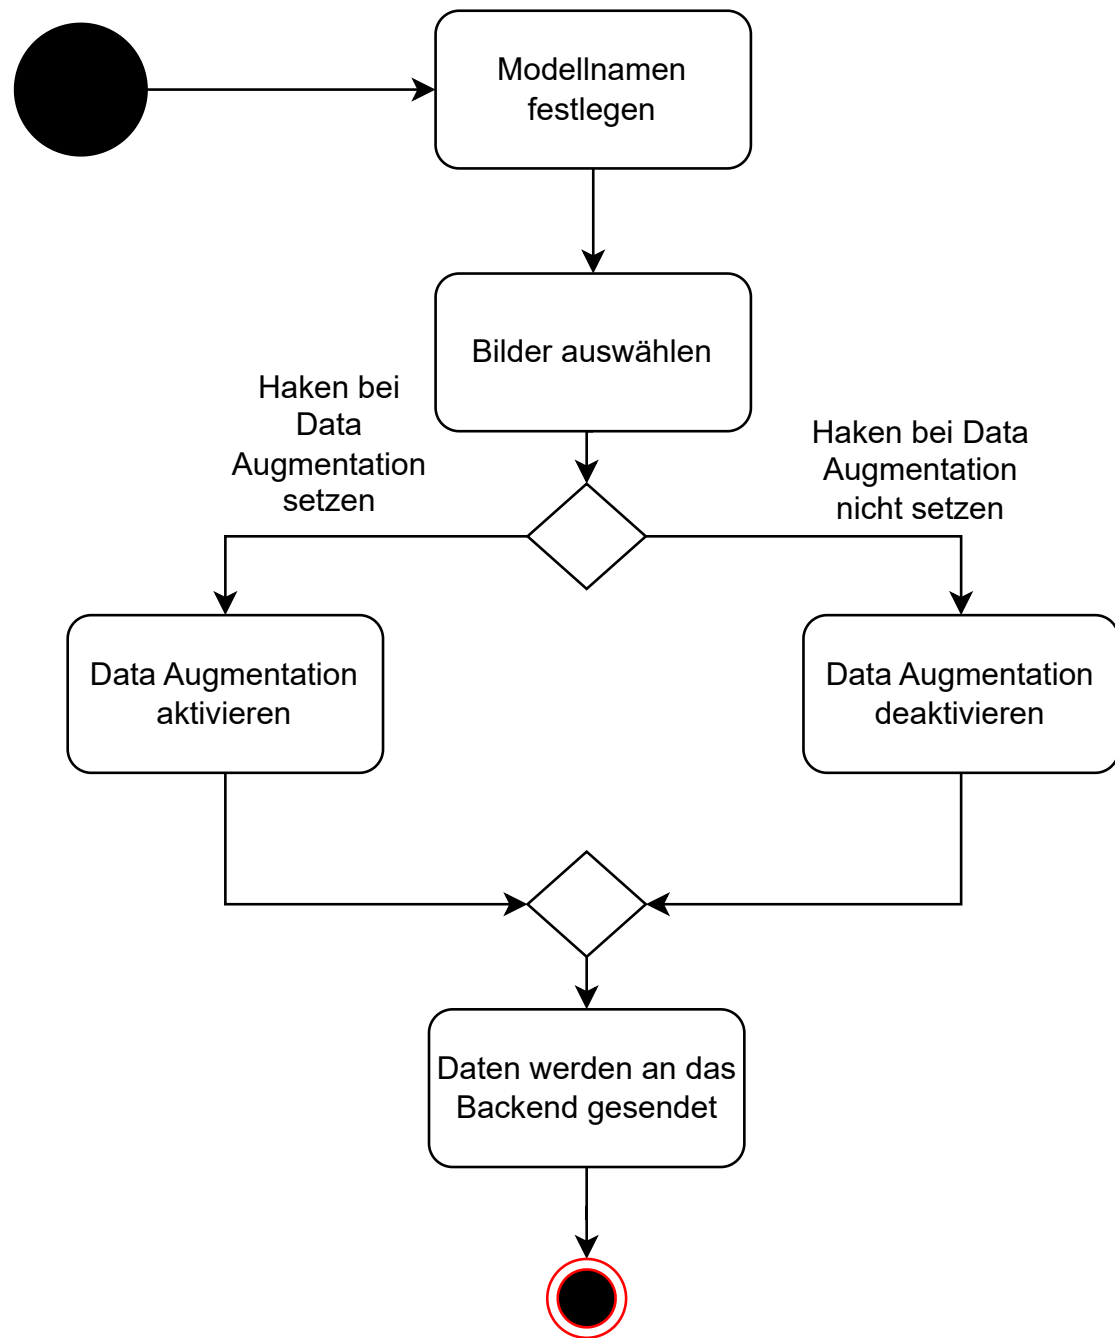 Modellnamen
festlegen
Bilder auswählen
Haken bei
Data
Augmentation
setzen
Haken bei Data
Augmentation
nicht setzen
Data Augmentation
aktivieren
Data Augmentation
deaktivieren
Daten werden an das
Backend gesendet